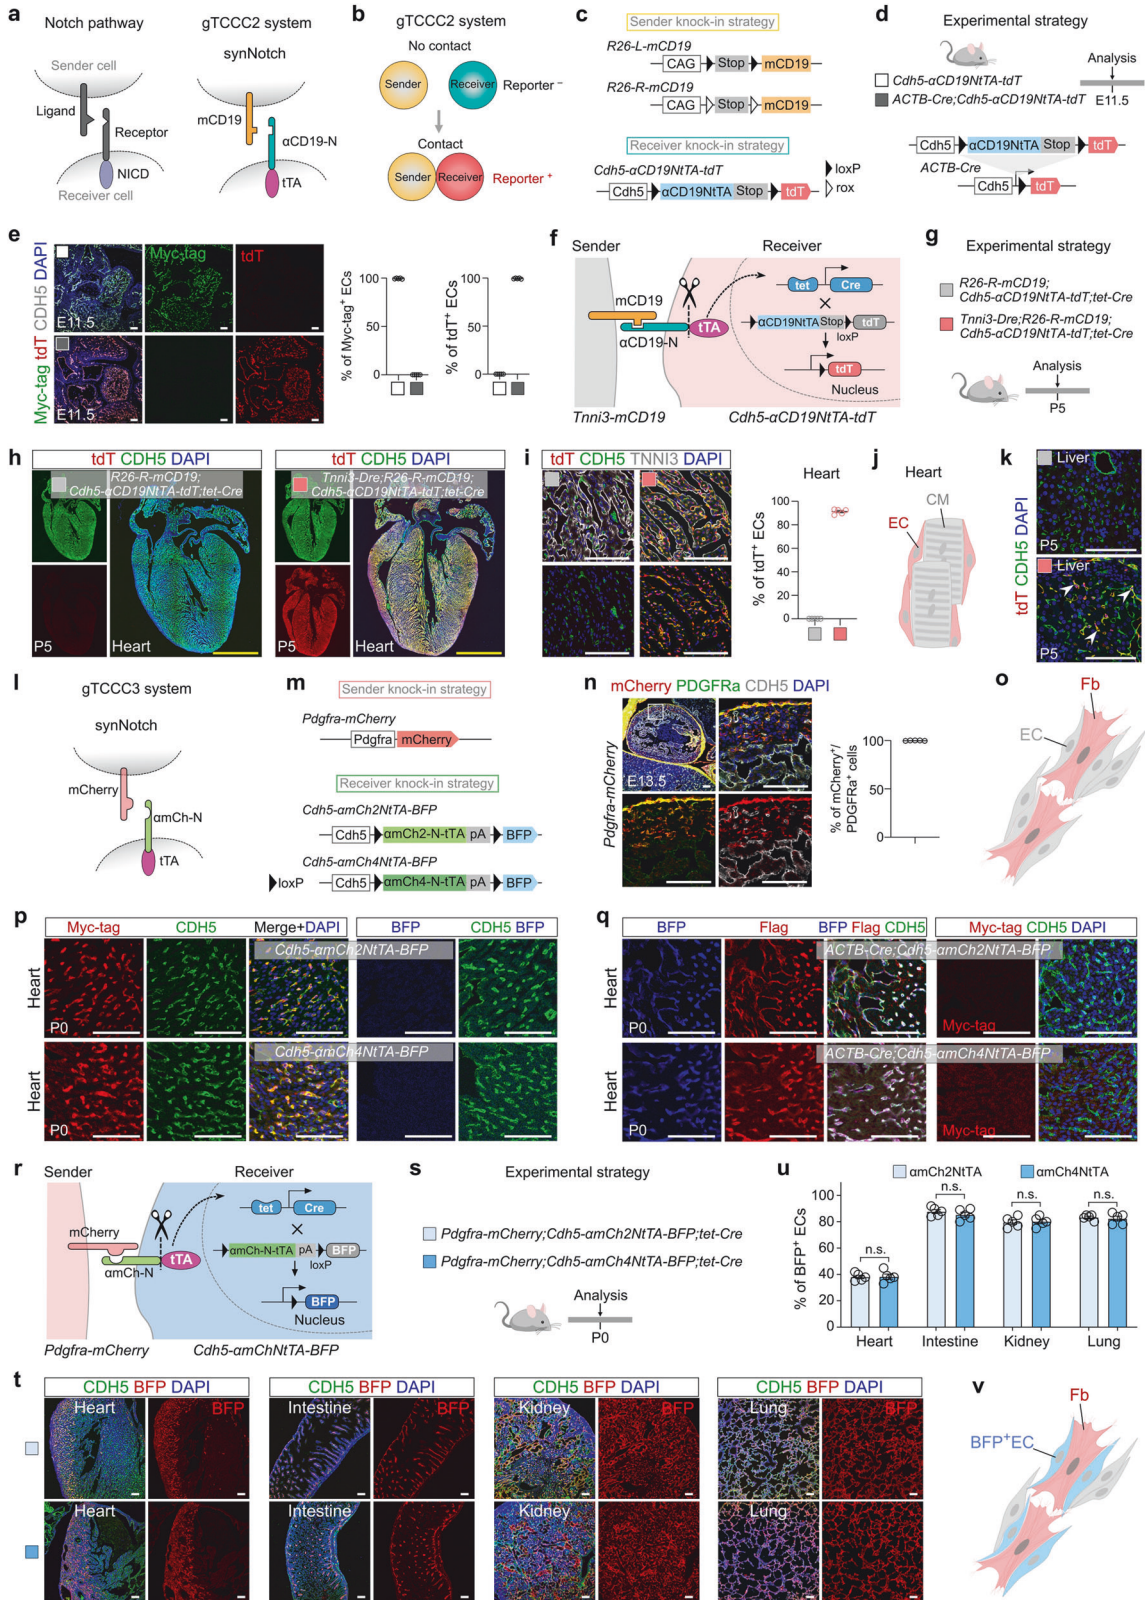 a
Notch pathway
Sender cell
Ligand
Receptor
NICD
Receiver cell
gTCCC2 system
synNotch
mCD19
αCD19-N
tTA
b
gTCCC2 system
No contact
Sender
Receiver
Reporter⁻
Contact
Sender
Receiver
Reporter⁺
c
Sender knock-in strategy
R26-L-mCD19
CAG Stop mCD19
R26-R-mCD19
CAG Stop mCD19
Receiver knock-in strategy
Cdh5-αCD19NtTA-tdT
Cdh5 αCD19NtTA Stop tdT
loxP
rox
d
Experimental strategy
Cdh5-αCD19NtTA-tdT
ACTB-Cre;Cdh5-αCD19NtTA-tdT
Analysis
E11.5
Cdh5 αCD19NtTA Stop tdT
ACTB-Cre
Cdh5 tdT
e
Myc-tag tdT CDH5 DAPI
Myc-tag
tdT
E11.5
E11.5
% of Myc-tag⁺ ECs
100
50
0
% of tdT⁺ ECs
100
50
0
f
Sender
Receiver
mCD19
αCD19-N
tTA
tet Cre
αCD19NtTA Stop tdT
loxP
tdT
Nucleus
Tnni3-mCD19
Cdh5-αCD19NtTA-tdT
g
Experimental strategy
R26-R-mCD19;
Cdh5-αCD19NtTA-tdT;tet-Cre
Tnni3-Dre;R26-R-mCD19;
Cdh5-αCD19NtTA-tdT;tet-Cre
Analysis
P5
h
tdT CDH5 DAPI
R26-R-mCD19;
Cdh5-αCD19NtTA-tdT;tet-Cre
P5
Heart
tdT CDH5 DAPI
Tnni3-Dre;R26-R-mCD19;
Cdh5-αCD19NtTA-tdT;tet-Cre
P5
Heart
i
tdT CDH5 TNNI3 DAPI
Heart
% of tdT⁺ ECs
100
80
60
40
20
0
j
Heart
CM
EC
k
tdT CDH5 DAPI
Liver
P5
Liver
P5
l
gTCCC3 system
synNotch
mCherry
αmCh-N
tTA
m
Sender knock-in strategy
Pdgfra-mCherry
Pdgfra mCherry
Receiver knock-in strategy
Cdh5-αmCh2NtTA-BFP
Cdh5 αmCh2-N-tTA pA BFP
Cdh5-αmCh4NtTA-BFP
loxP
Cdh5 αmCh4-N-tTA pA BFP
n
mCherry PDGFRa CDH5 DAPI
Pdgfra-mCherry
E13.5
% of mCherry⁺/
PDGFRa⁺ cells
100
50
0
o
Fb
EC
p
Myc-tag
CDH5
Merge+DAPI
BFP
CDH5 BFP
Cdh5-αmCh2NtTA-BFP
Heart
P0
Cdh5-αmCh4NtTA-BFP
Heart
P0
q
BFP
Flag
BFP Flag CDH5
Myc-tag CDH5 DAPI
ACTB-Cre;Cdh5-αmCh2NtTA-BFP
Heart
P0
Myc-tag
ACTB-Cre;Cdh5-αmCh4NtTA-BFP
Heart
P0
Myc-tag
r
Sender
Receiver
mCherry
αmCh-N
tTA
tet Cre
αmCh-N-tTA pA BFP
loxP
BFP
Nucleus
Pdgfra-mCherry
Cdh5-αmChNtTA-BFP
s
Experimental strategy
Pdgfra-mCherry;Cdh5-αmCh2NtTA-BFP;tet-Cre
Pdgfra-mCherry;Cdh5-αmCh4NtTA-BFP;tet-Cre
Analysis
P0
u
αmCh2NtTA
αmCh4NtTA
% of BFP⁺ ECs
100
80
60
40
20
0
n.s.
n.s.
n.s.
n.s.
Heart
Intestine
Kidney
Lung
t
CDH5 BFP DAPI
Heart
BFP
Heart
CDH5 BFP DAPI
Intestine
BFP
Intestine
CDH5 BFP DAPI
Kidney
BFP
Kidney
CDH5 BFP DAPI
Lung
BFP
Lung
v
Fb
BFP⁺EC